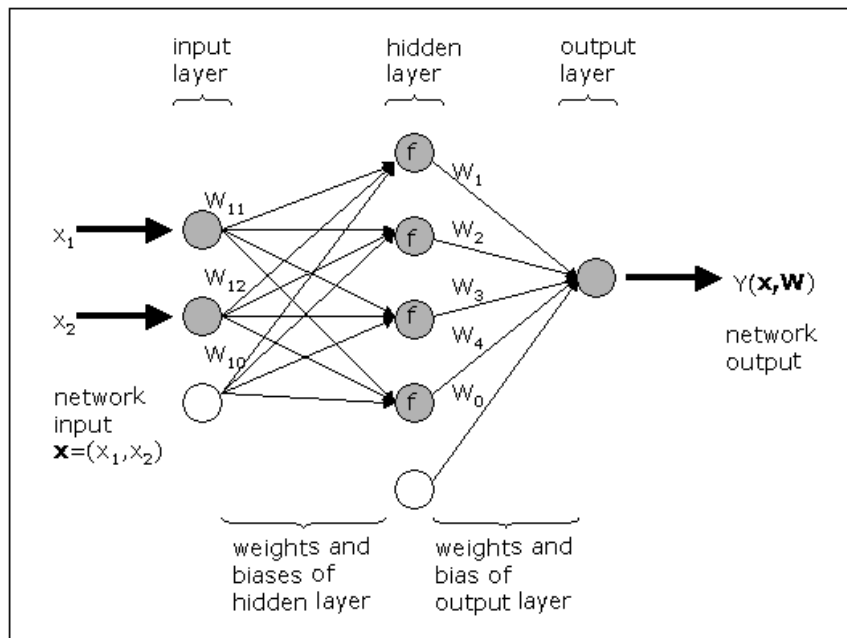 input
layer
hidden
layer
output
layer
f
W₁
W₁₁
f
W₂
x₁
W₁₂
W₃
Y(x,W)
x₂
f
W₄
network
output
W₁₀
network
input
x=(x₁,x₂)
f
W₀
weights and
biases of
hidden layer
weights and
bias of
output layer